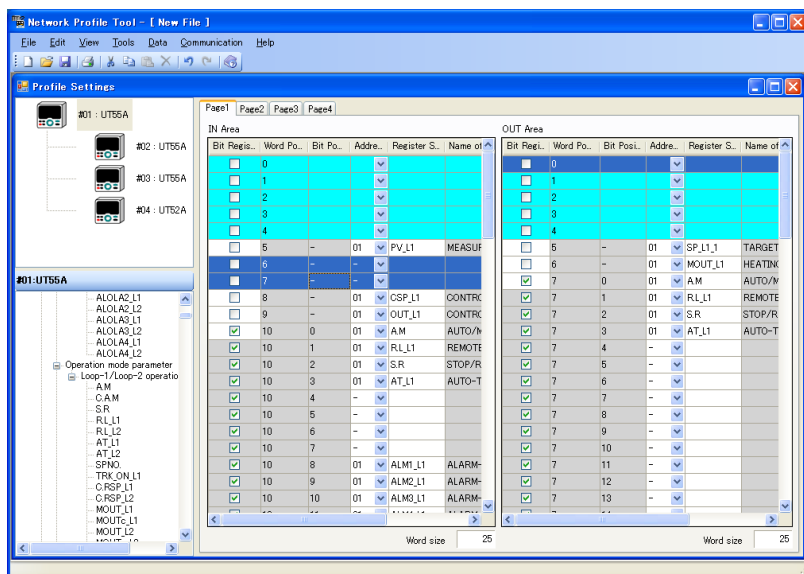 Network Profile Tool - [ New File ]
File Edit View Tools Data Communication Help
Profile Settings
#01 : UT55A
#02 : UT55A
#03 : UT55A
#04 : UT52A
#01:UT55A
ALOLA2_L1
ALOLA2_L2
ALOLA3_L1
ALOLA3_L2
ALOLA4_L1
ALOLA4_L2
Operation mode parameter
Loop-1/Loop-2 operatio
A.M
C.A.M
S.R
R.L_L1
R.L_L2
AT_L1
AT_L2
SPNO.
TRK_ON_L1
C.RSP_L1
C.RSP_L2
MOUT_L1
MOUTc_L1
MOUT_L2
Page1 Page2 Page3 Page4
IN Area
Bit Regis... Word Po... Bit Po... Addre... Register S... Name of
0
1
2
3
4
5 - 01 PV_L1 MEASUR
6 - -
7 - -
8 - 01 CSP_L1 CONTRO
9 - 01 OUT_L1 CONTRO
10 0 01 A.M AUTO/M
10 1 01 R.L_L1 REMOTE
10 2 01 S.R STOP/R
10 3 01 AT_L1 AUTO-T
10 4 -
10 5 -
10 6 -
10 7 -
10 8 01 ALM1_L1 ALARM-
10 9 01 ALM2_L1 ALARM-
10 10 01 ALM3_L1 ALARM-
Word size 25
OUT Area
Bit Regi... Word Po... Bit Posi... Addre... Register S... Name of
0
1
2
3
4
5 - 01 SP_L1_1 TARGET
6 - 01 MOUT_L1 HEATING
7 0 01 A.M AUTO/M
7 1 01 R.L_L1 REMOTE
7 2 01 S.R STOP/R
7 3 01 AT_L1 AUTO-T
7 4 -
7 5 -
7 6 -
7 7 -
7 8 -
7 9 -
7 10 -
7 11 -
7 12 -
7 13 -
Word size 25